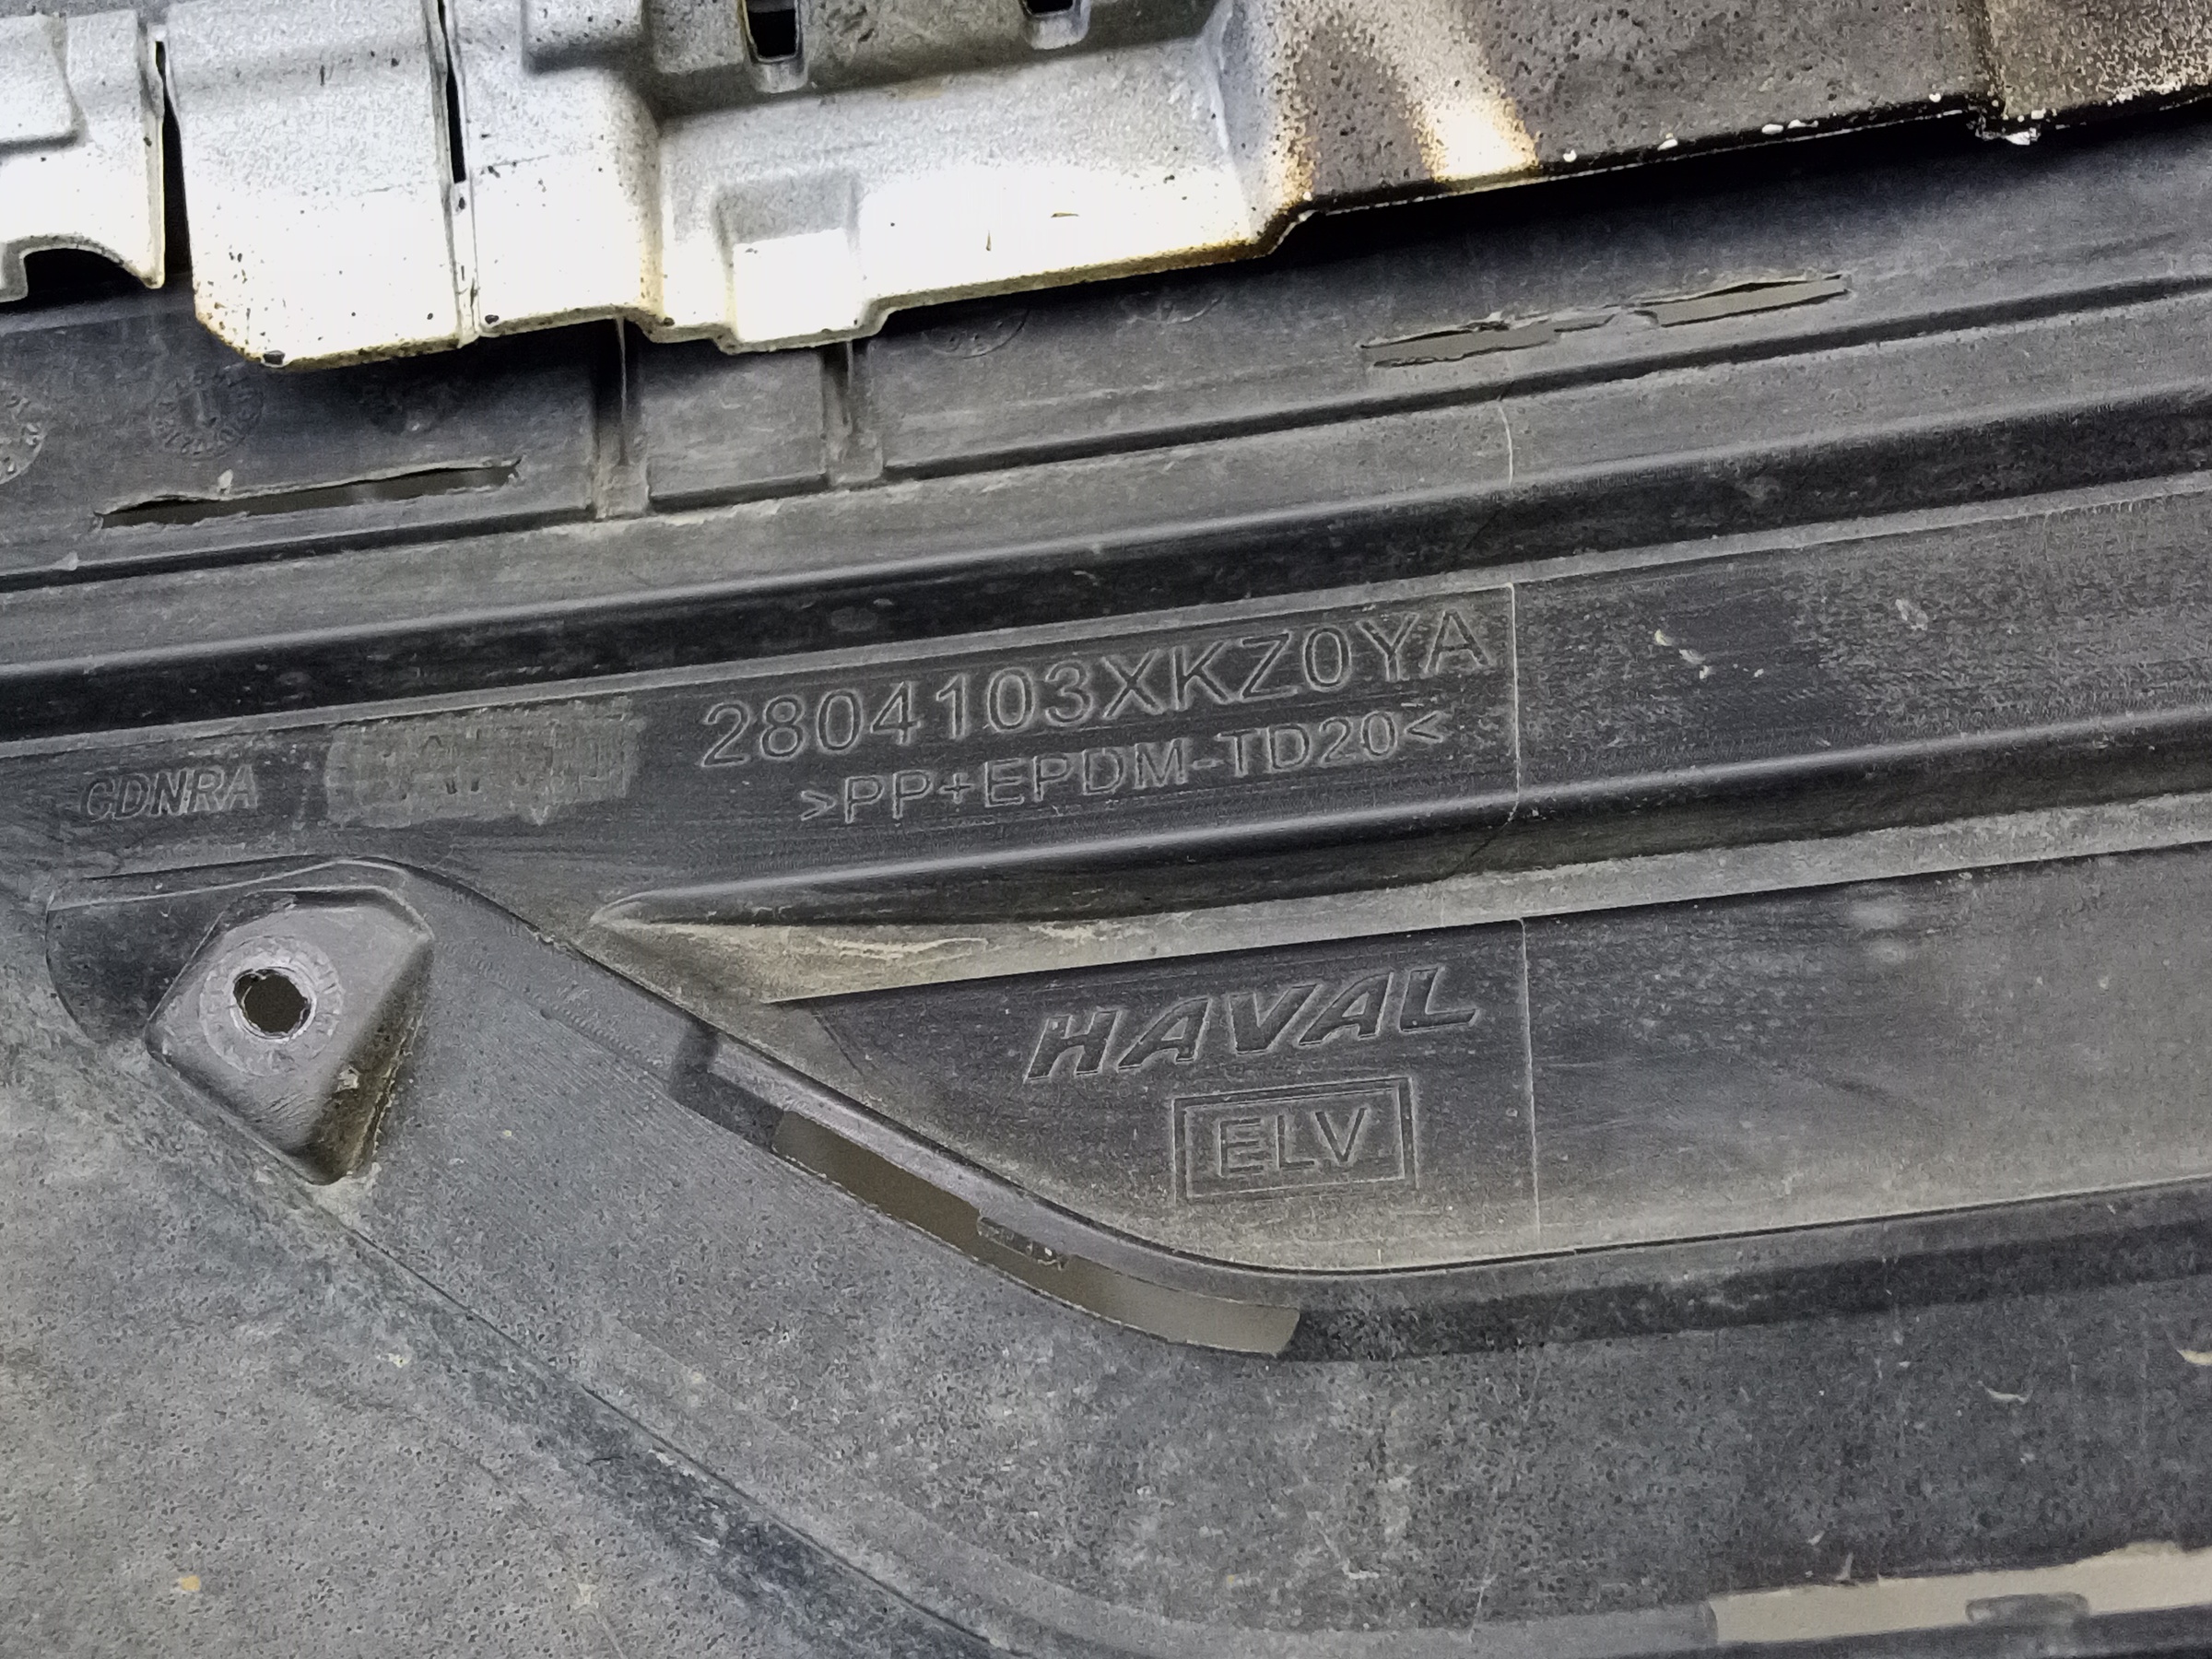 2804103XKZ0YA
>PP+EPDM-TD20<
CDNRA
HAVAL
ELV